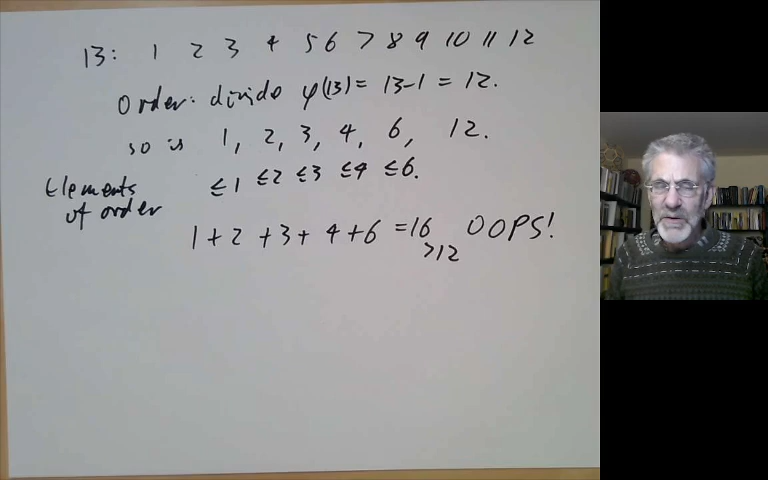 13: 1 2 3 4 5 6 7 8 9 10 11 12
Order: divide φ(13) = 13-1 = 12.
so is 1, 2, 3, 4, 6, 12.
Elements of order ≤1 ≤2 ≤3 ≤4 ≤6.
1 + 2 + 3 + 4 + 6 = 16 OOPS!
>12